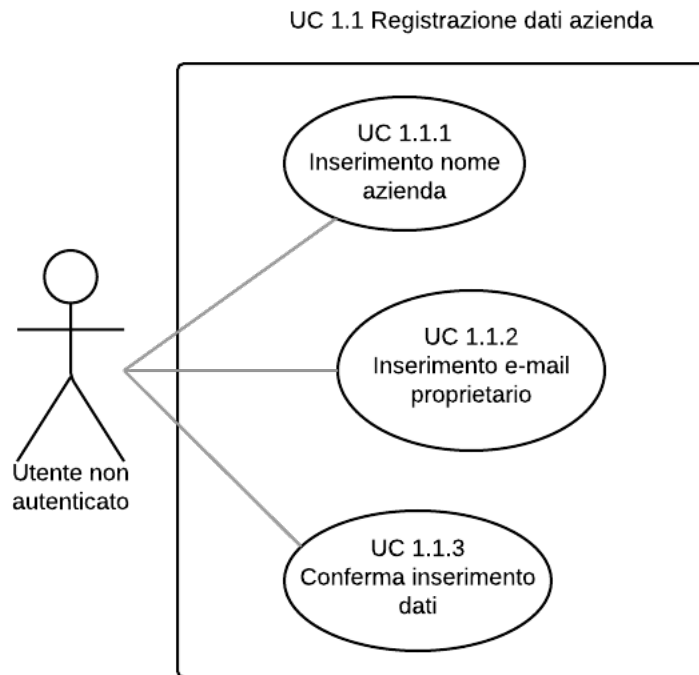 UC 1.1 Registrazione dati azienda
UC 1.1.1
Inserimento nome
azienda
UC 1.1.2
Inserimento e-mail
proprietario
Utente non
autenticato
UC 1.1.3
Conferma inserimento
dati